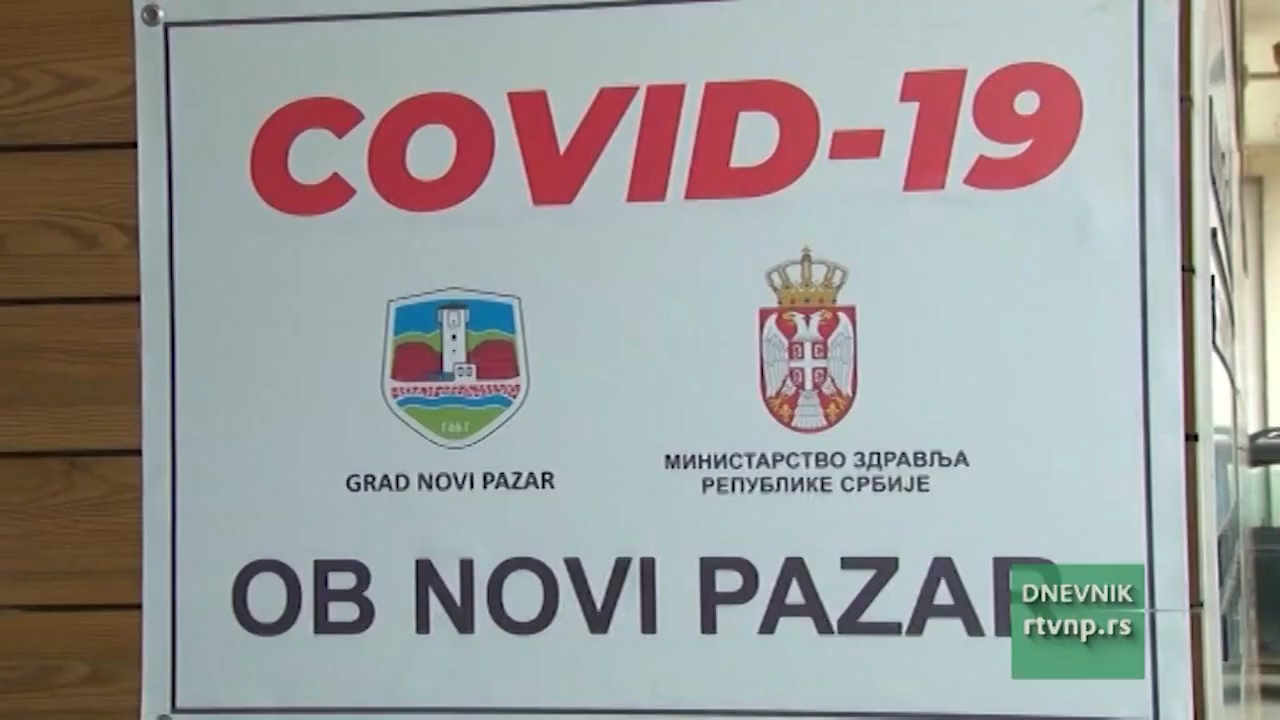 COVID-19
GRAD NOVI PAZAR
МИНИСТАРСТВО ЗДРАВЉА
РЕПУБЛИКЕ СРБИЈЕ
OB NOVI PAZAR
DNEVNIK
rtvnp.rs